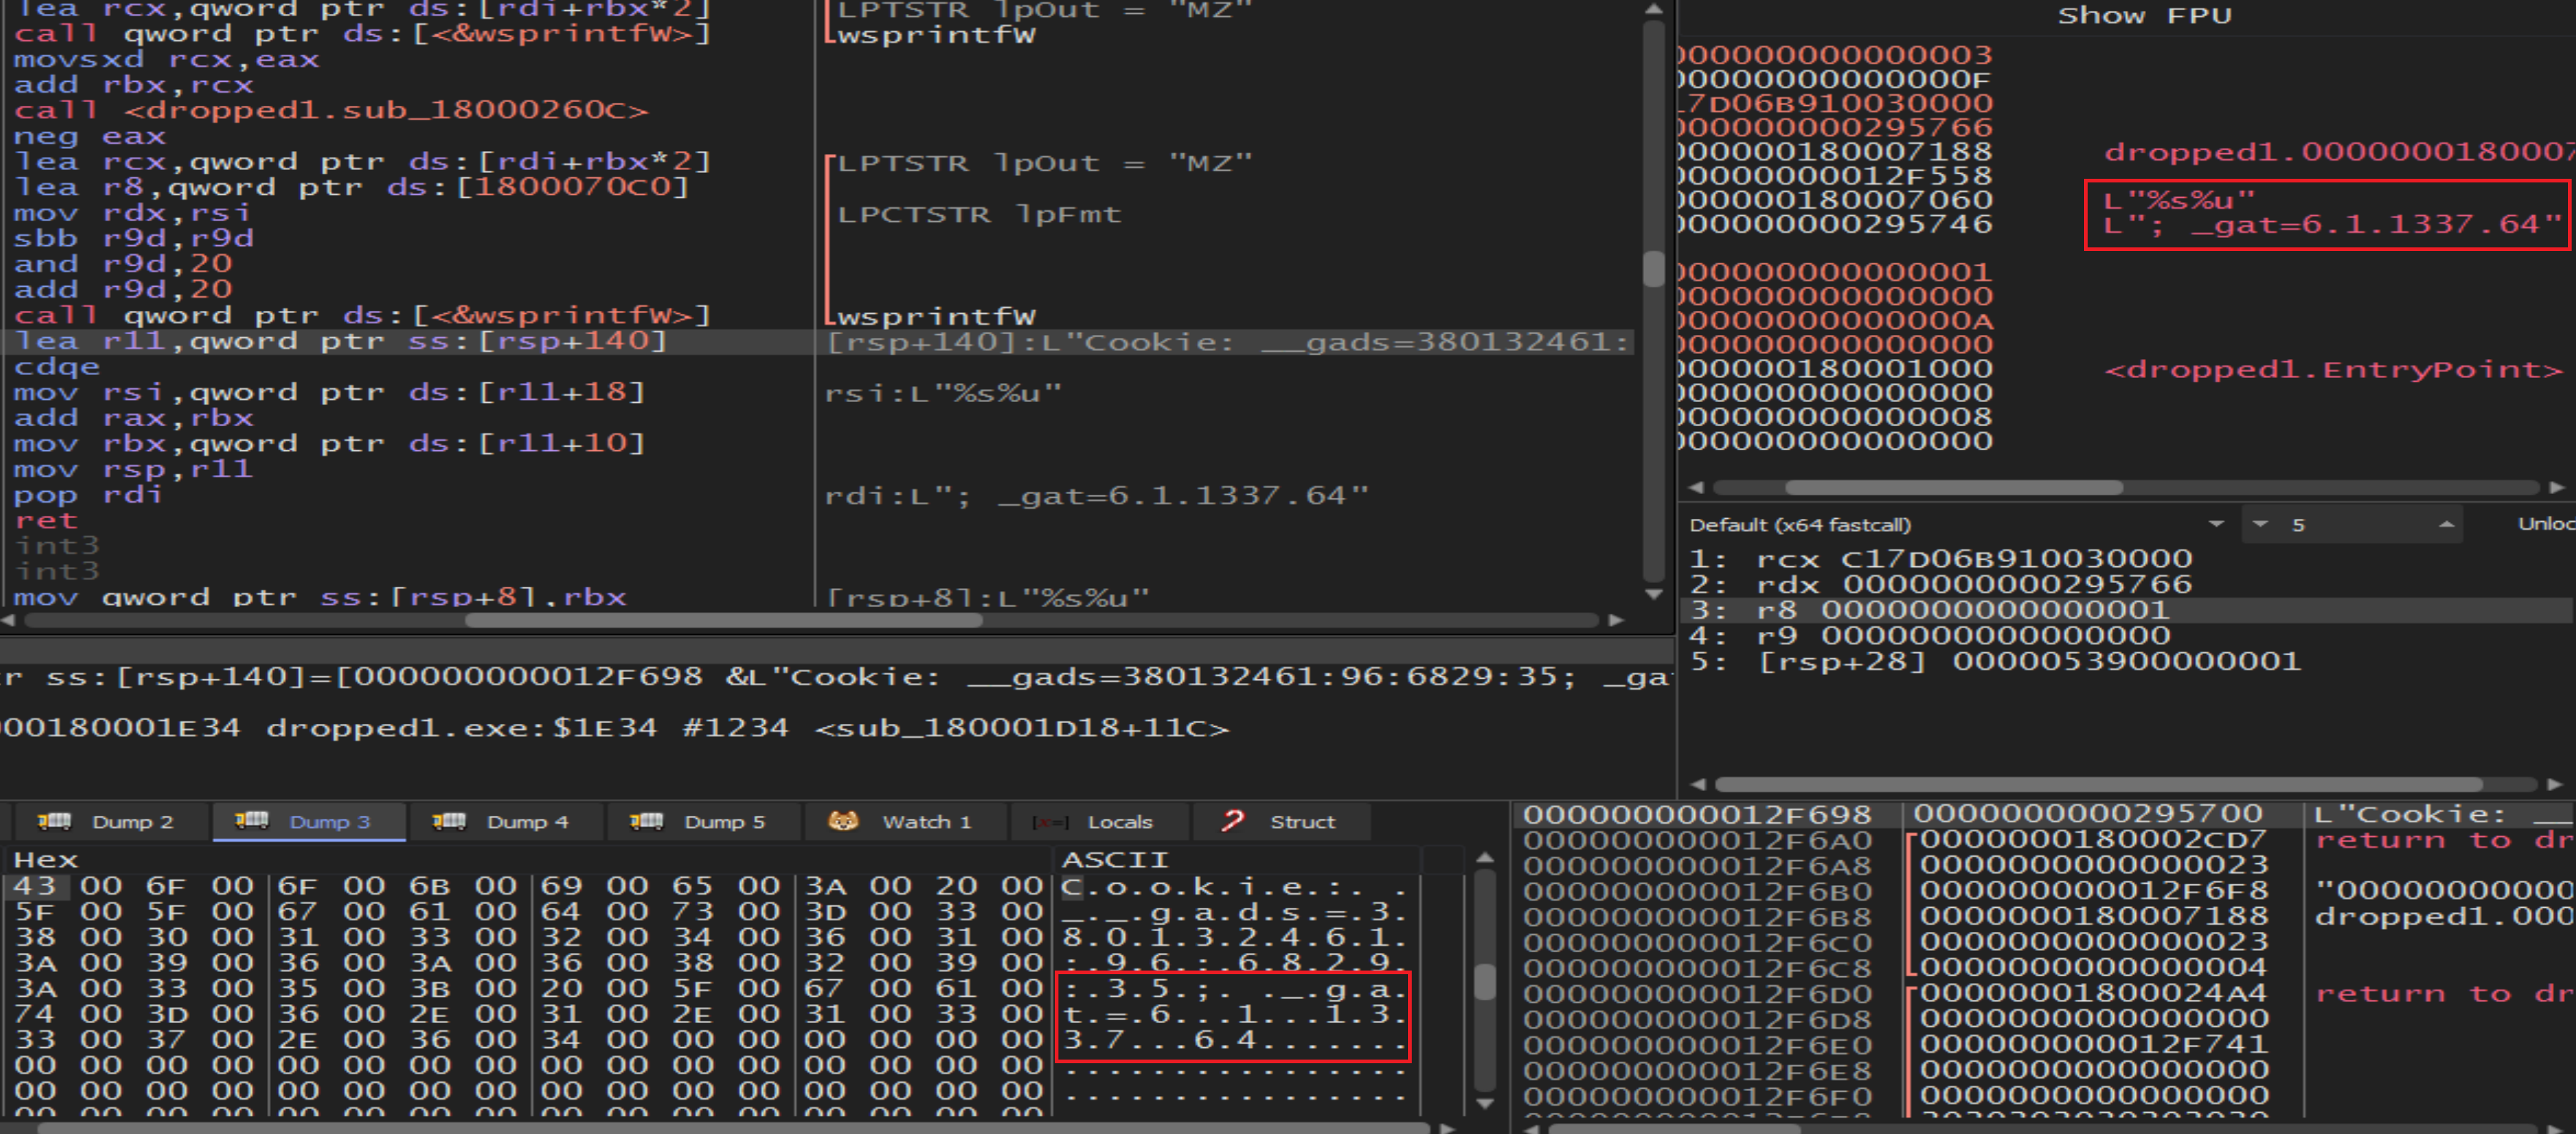 lea rcx,qword ptr ds:[rdi+rbx*2]
LPTSTR lpOut = "MZ"
call qword ptr ds:[<&wsprintfW>]
wsprintfW
movsxd rcx,eax
add rbx,rcx
call <dropped1.sub_18000260C>
neg eax
lea rcx,qword ptr ds:[rdi+rbx*2]
LPTSTR lpOut = "MZ"
lea r8,qword ptr ds:[1800070C0]
mov rdx,rsi
LPCTSTR lpFmt
sbb r9d,r9d
and r9d,20
add r9d,20
call qword ptr ds:[<&wsprintfW>]
wsprintfW
lea r11,qword ptr ss:[rsp+140]
[rsp+140]:L"Cookie: __gads=380132461:
cdqe
mov rsi,qword ptr ds:[r11+18]
rsi:L"%s%u"
add rax,rbx
mov rbx,qword ptr ds:[r11+10]
mov rsp,r11
pop rdi
rdi:L"; _gat=6.1.1337.64"
ret
int3
int3
mov qword ptr ss:[rsp+8],rbx
[rsp+8]:L"%s%u"
Show FPU
000000000000003
00000000000000F
17D06B910030000
000000000295766
000000180007188
dropped1.0000000180007
00000000012F558
000000180007060
L"%s%u"
000000000295746
L"; _gat=6.1.1337.64"
000000000000001
000000000000000
00000000000000A
000000000000000
000000180001000
<dropped1.EntryPoint>
000000000000000
000000000000008
000000000000000
Default (x64 fastcall)
5
Unloc
1: rcx C17D06B910030000
2: rdx 0000000000295766
3: r8 0000000000000001
4: r9 0000000000000000
5: [rsp+28] 0000053900000001
r ss:[rsp+140]=[000000000012F698 &L"Cookie: __gads=380132461:96:6829:35; _ga
00180001E34 dropped1.exe:$1E34 #1234 <sub_180001D18+11C>
Dump 2
Dump 3
Dump 4
Dump 5
Watch 1
[x=]
Locals
Struct
Hex
ASCII
43 00 6F 00 6F 00 6B 00 69 00 65 00 3A 00 20 00 C.o.o.k.i.e.:. .
5F 00 5F 00 67 00 61 00 64 00 73 00 3D 00 33 00 _._.g.a.d.s.=.3.
38 00 30 00 31 00 33 00 32 00 34 00 36 00 31 00 8.0.1.3.2.4.6.1.
3A 00 39 00 36 00 3A 00 36 00 38 00 32 00 39 00 :.9.6.:.6.8.2.9.
3A 00 33 00 35 00 3B 00 20 00 5F 00 67 00 61 00 :.3.5.;. ._.g.a.
74 00 3D 00 36 00 2E 00 31 00 2E 00 31 00 33 00 t.=.6...1...1.3.
33 00 37 00 2E 00 36 00 34 00 00 00 00 00 00 00 3.7...6.4.......
00 00 00 00 00 00 00 00 00 00 00 00 00 00 00 00 ................
00 00 00 00 00 00 00 00 00 00 00 00 00 00 00 00 ................
000000000012F698 0000000000295700 L"Cookie: __
000000000012F6A0 0000000180002CD7 return to dr
000000000012F6A8 0000000000000023
000000000012F6B0 000000000012F6F8 "00000000000
000000000012F6B8 0000000180007188 dropped1.000
000000000012F6C0 0000000000000023
000000000012F6C8 0000000000000004
000000000012F6D0 00000001800024A4 return to dr
000000000012F6D8 0000000000000000
000000000012F6E0 000000000012F741
000000000012F6E8 0000000000000000
000000000012F6F0 0000000000000000